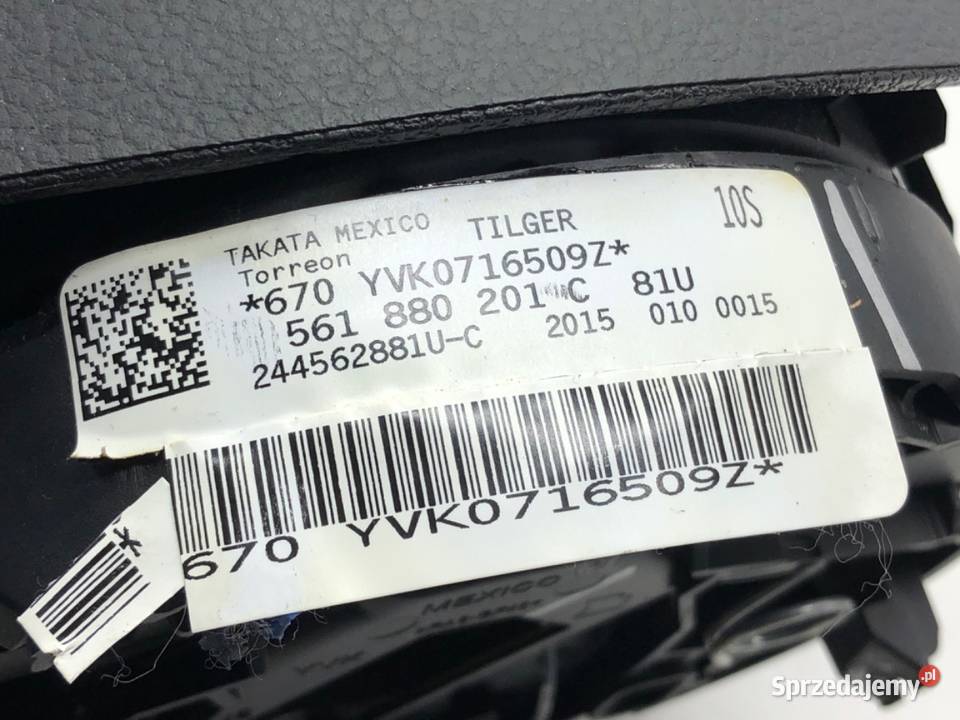 TAKATA MEXICO TILGER 10S
Torreon
*670 YVK0716509Z*
561 880 201 C 81U
244562881U-C 2015 010 0015
670 YVK0716509Z*
*
MEXICO
Sprzedajemy.pl